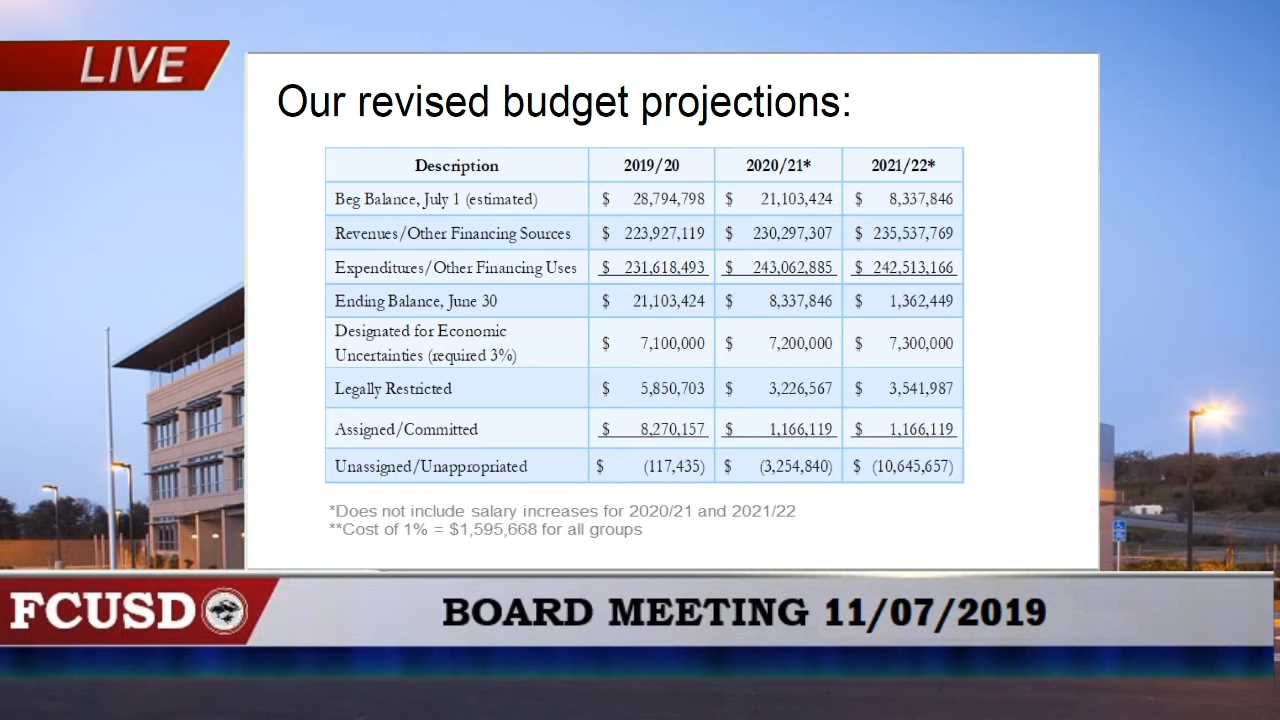 LIVE
Our revised budget projections:
Description 2019/20 2020/21* 2021/22*
Beg Balance, July 1 (estimated) $ 28,794,798 $ 21,103,424 $ 8,337,846
Revenues/Other Financing Sources $ 223,927,119 $ 230,297,307 $ 235,537,769
Expenditures/Other Financing Uses $ 231,618,493 $ 243,062,885 $ 242,513,166
Ending Balance, June 30 $ 21,103,424 $ 8,337,846 $ 1,362,449
Designated for Economic
Uncertainties (required 3%) $ 7,100,000 $ 7,200,000 $ 7,300,000
Legally Restricted $ 5,850,703 $ 3,226,567 $ 3,541,987
Assigned/Committed $ 8,270,157 $ 1,166,119 $ 1,166,119
Unassigned/Unappropriated $ (117,435) $ (3,254,840) $ (10,645,657)
*Does not include salary increases for 2020/21 and 2021/22
**Cost of 1% = $1,595,668 for all groups
FCUSD
BOARD MEETING 11/07/2019